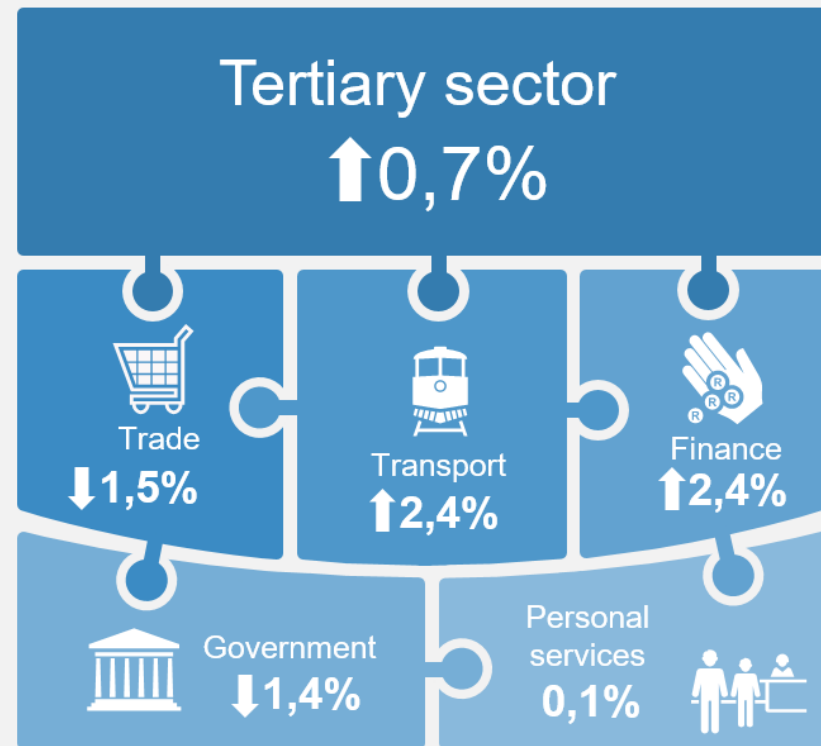 Tertiary sector
⬆0,7%
Trade
⬇1,5%
Transport
⬆2,4%
R
R
R
R
Finance
⬆2,4%
Government
⬇1,4%
Personal
services
0,1%